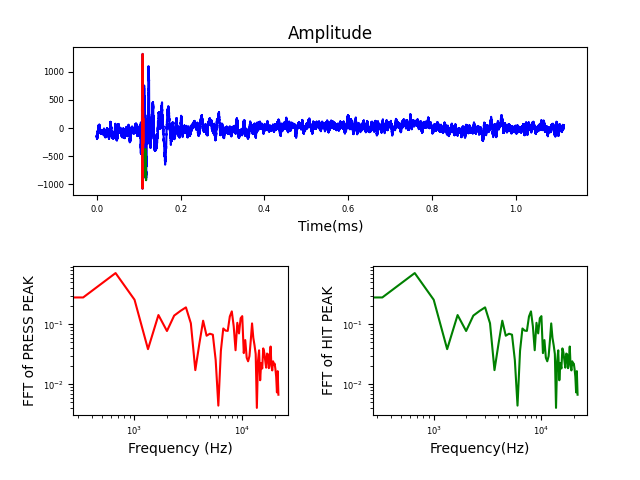 Amplitude
1000
500
0
−500
−1000
0.0 0.2 0.4 0.6 0.8 1.0
Time(ms)
FFT of PRESS PEAK
10⁻¹
10⁻²
10³ 10⁴
Frequency (Hz)
FFT of HIT PEAK
10⁻¹
10⁻²
10³ 10⁴
Frequency(Hz)